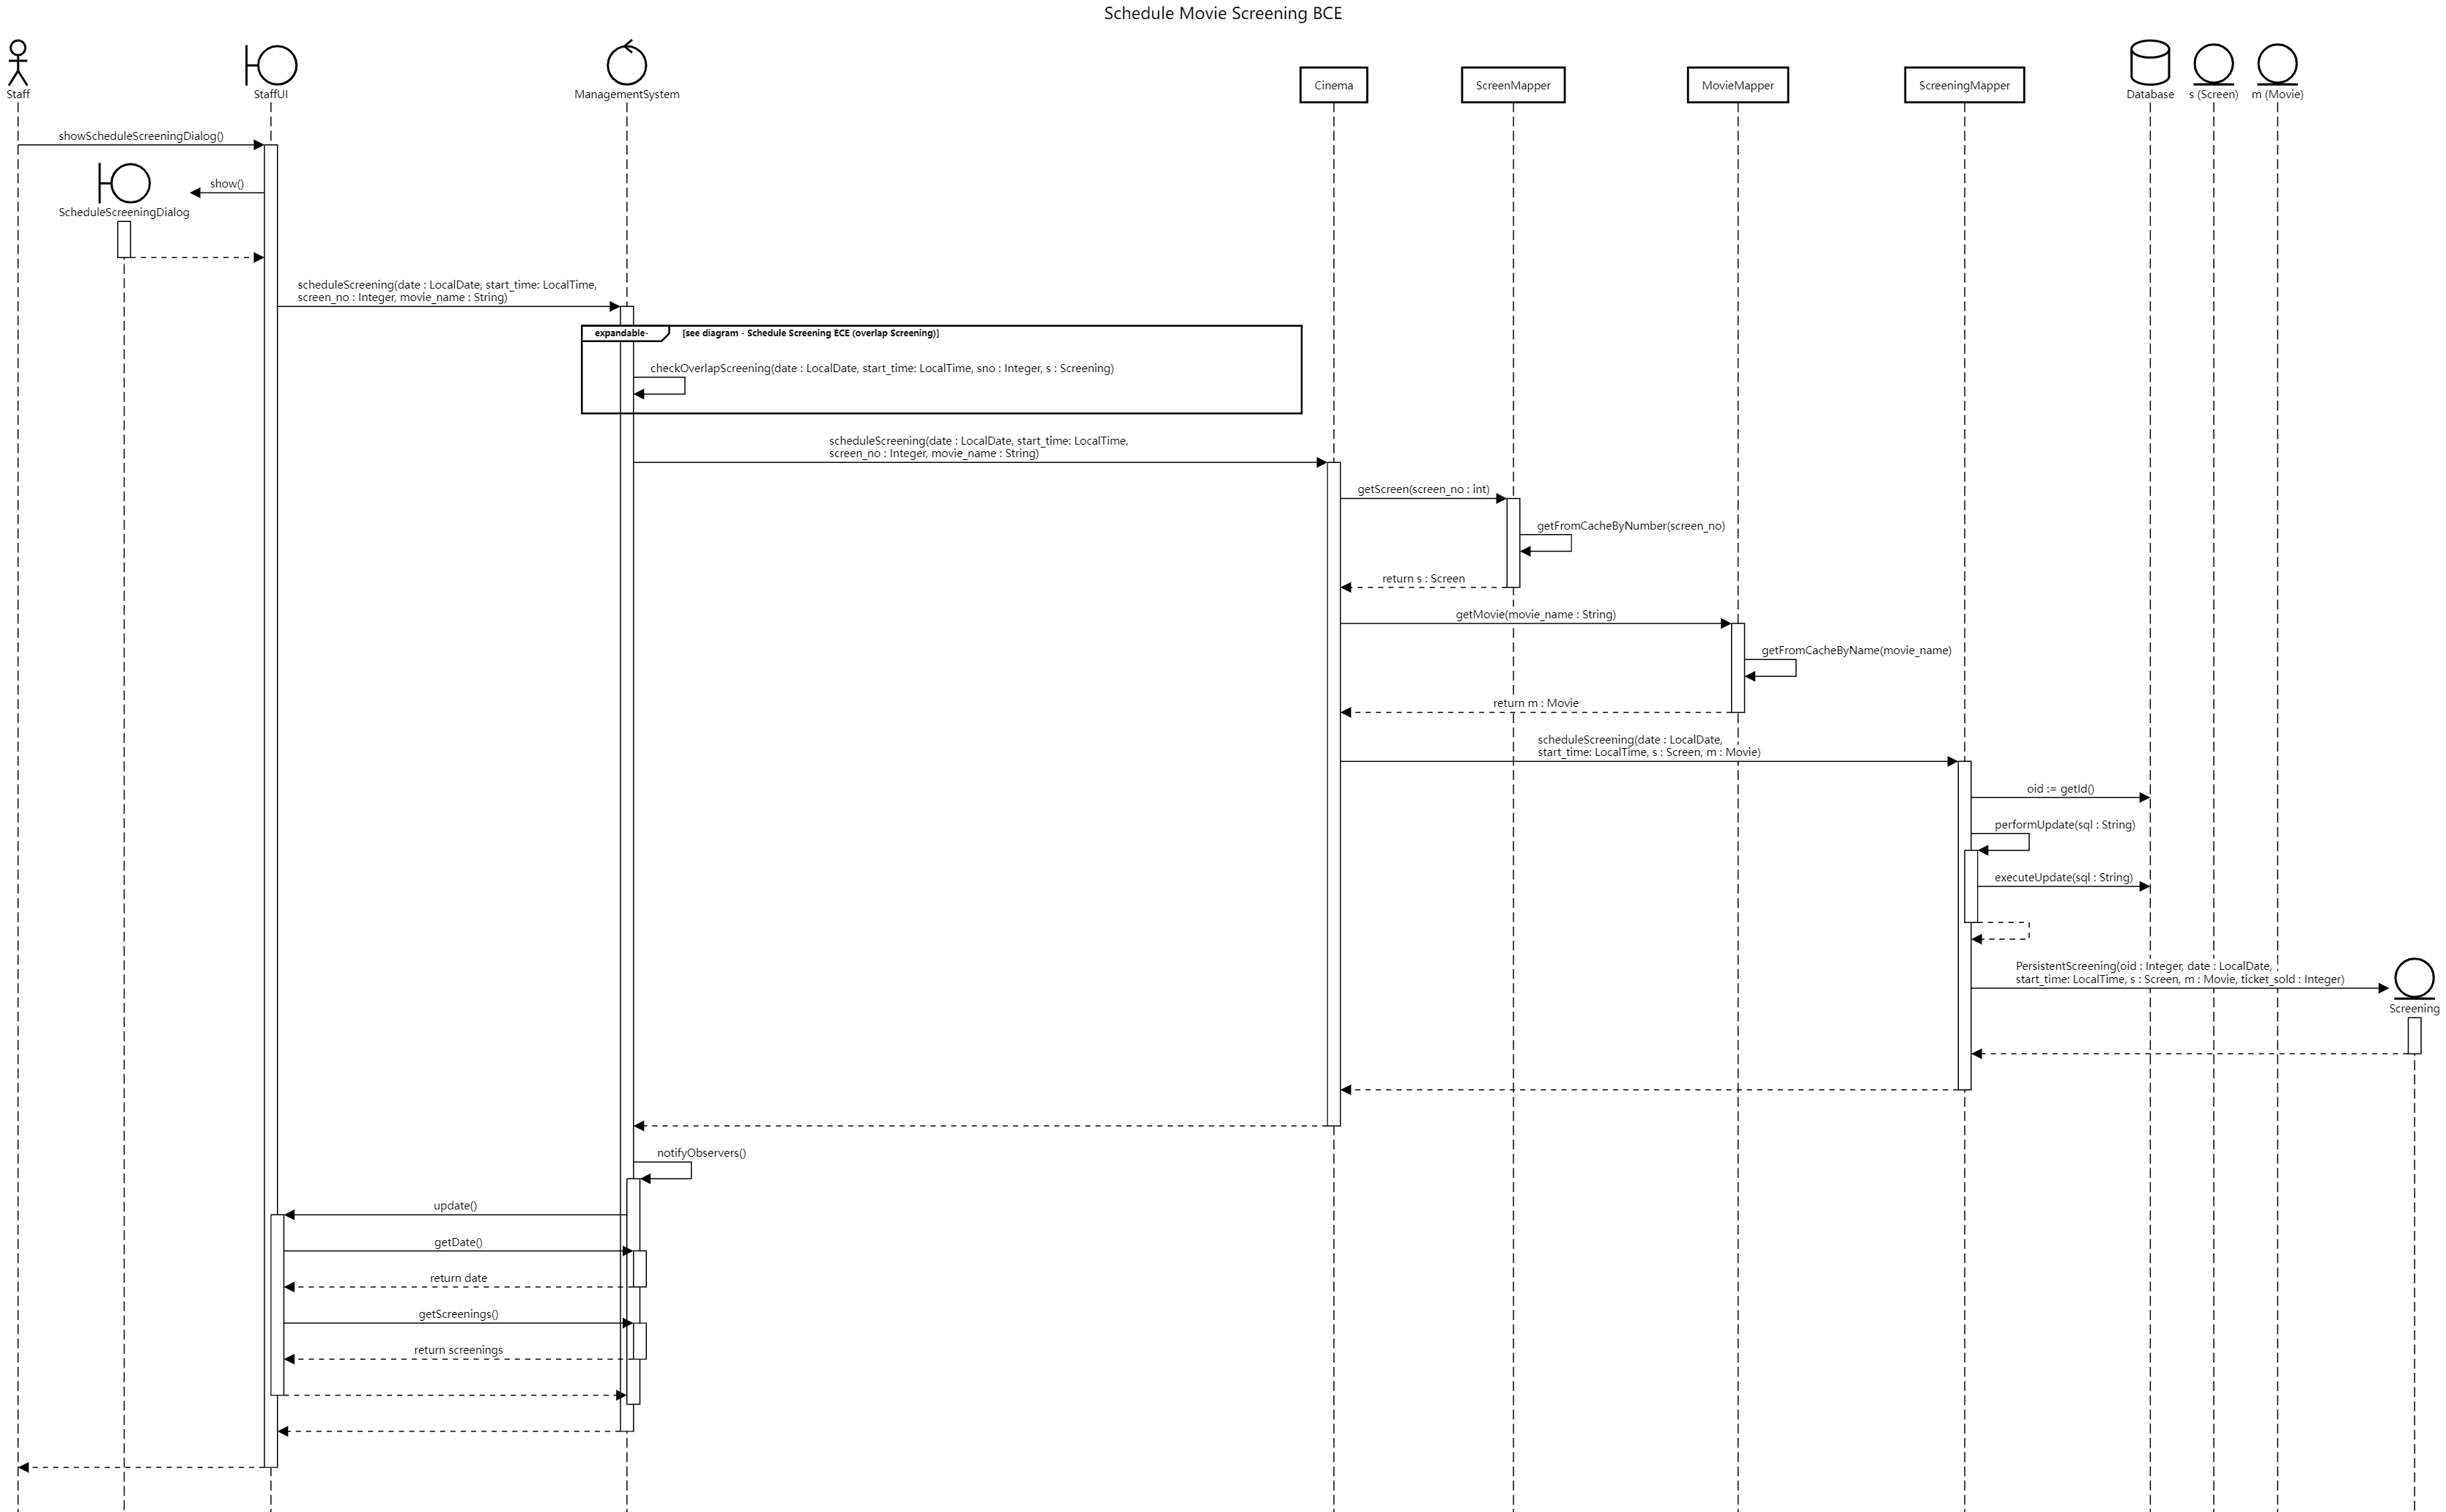 Schedule Movie Screening BCE
Staff
StaffUI
ManagementSystem
Cinema
ScreenMapper
MovieMapper
ScreeningMapper
Database
s (Screen)
m (Movie)
showScheduleScreeningDialog()
show()
ScheduleScreeningDialog
scheduleScreening(date : LocalDate, start_time: LocalTime,
screen_no : Integer, movie_name : String)
expandable-
[see diagram - Schedule Screening ECE (overlap Screening)]
checkOverlapScreening(date : LocalDate, start_time: LocalTime, sno : Integer, s : Screening)
scheduleScreening(date : LocalDate, start_time: LocalTime,
screen_no : Integer, movie_name : String)
getScreen(screen_no : int)
getFromCacheByNumber(screen_no)
return s : Screen
getMovie(movie_name : String)
getFromCacheByName(movie_name)
return m : Movie
scheduleScreening(date : LocalDate,
start_time: LocalTime, s : Screen, m : Movie)
oid := getId()
performUpdate(sql : String)
executeUpdate(sql : String)
PersistentScreening(oid : Integer, date : LocalDate,
start_time: LocalTime, s : Screen, m : Movie, ticket_sold : Integer)
Screening
notifyObservers()
update()
getDate()
return date
getScreenings()
return screenings